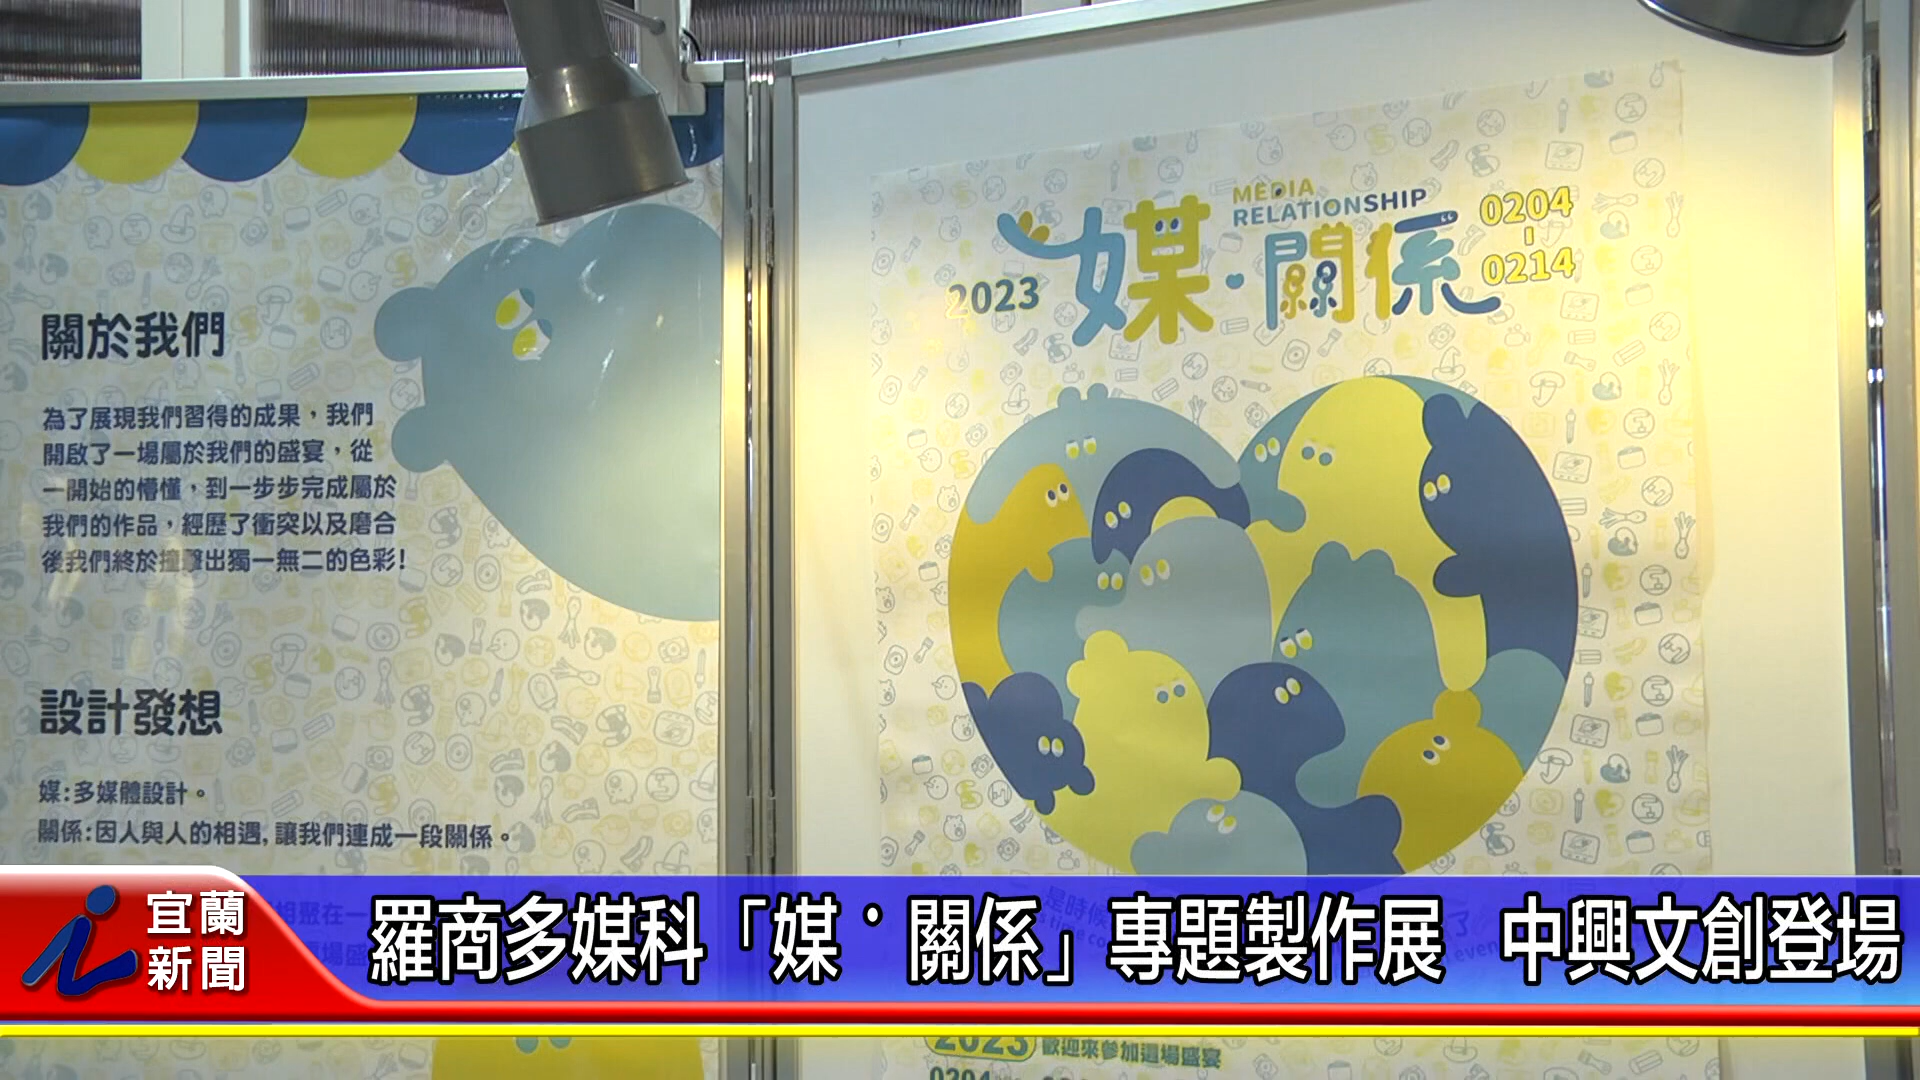 關於我們
為了展現我們習得的成果，我們
開啟了一場屬於我們的盛宴，從
一開始的懵懂，到一步步完成屬於
我們的作品，經歷了衝突以及磨合
後我們終於撞擊出獨一無二的色彩！
設計發想
媒：多媒體設計。
關係：因人與人的相遇，讓我們連成一段關係。
2023
媒・關係
MEDIA
RELATIONSHIP
0204
-
0214
宜蘭
新聞
羅商多媒科「媒・關係」專題製作展 中興文創登場
2023 歡迎來參加這場盛宴